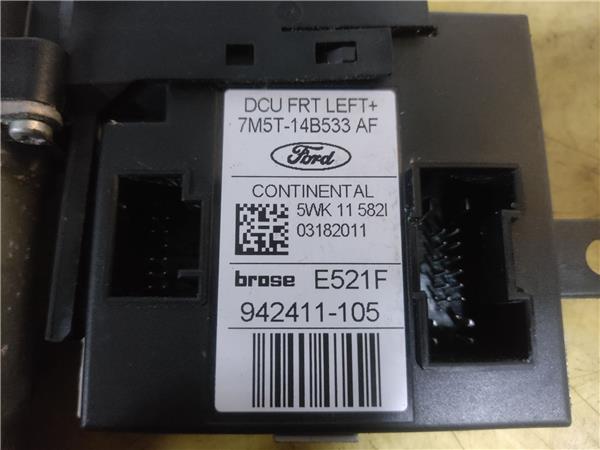 DCU FRT LEFT+
7M5T-14B533 AF
Ford
CONTINENTAL
5WK 11 582I
03182011
brose E521F
942411-105